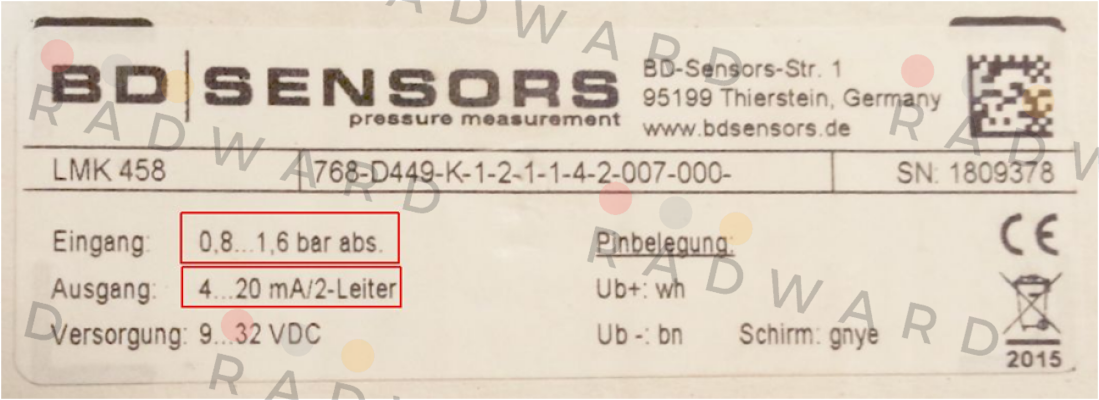 BD SENSORS
pressure measurement
BD-Sensors-Str. 1
95199 Thierstein, Germany
www.bdsensors.de
LMK 458 768-D449-K-1-2-1-1-4-2-007-000- SN: 1809378
Eingang: 0,8...1,6 bar abs. Pinbelegung:
Ausgang: 4...20 mA/2-Leiter Ub+: wh
Versorgung: 9...32 VDC Ub -: bn Schirm: gnye
CE
2015
RADWARD
RADWARD
RADWARD
RADWARD
RADWARD
RADWARD